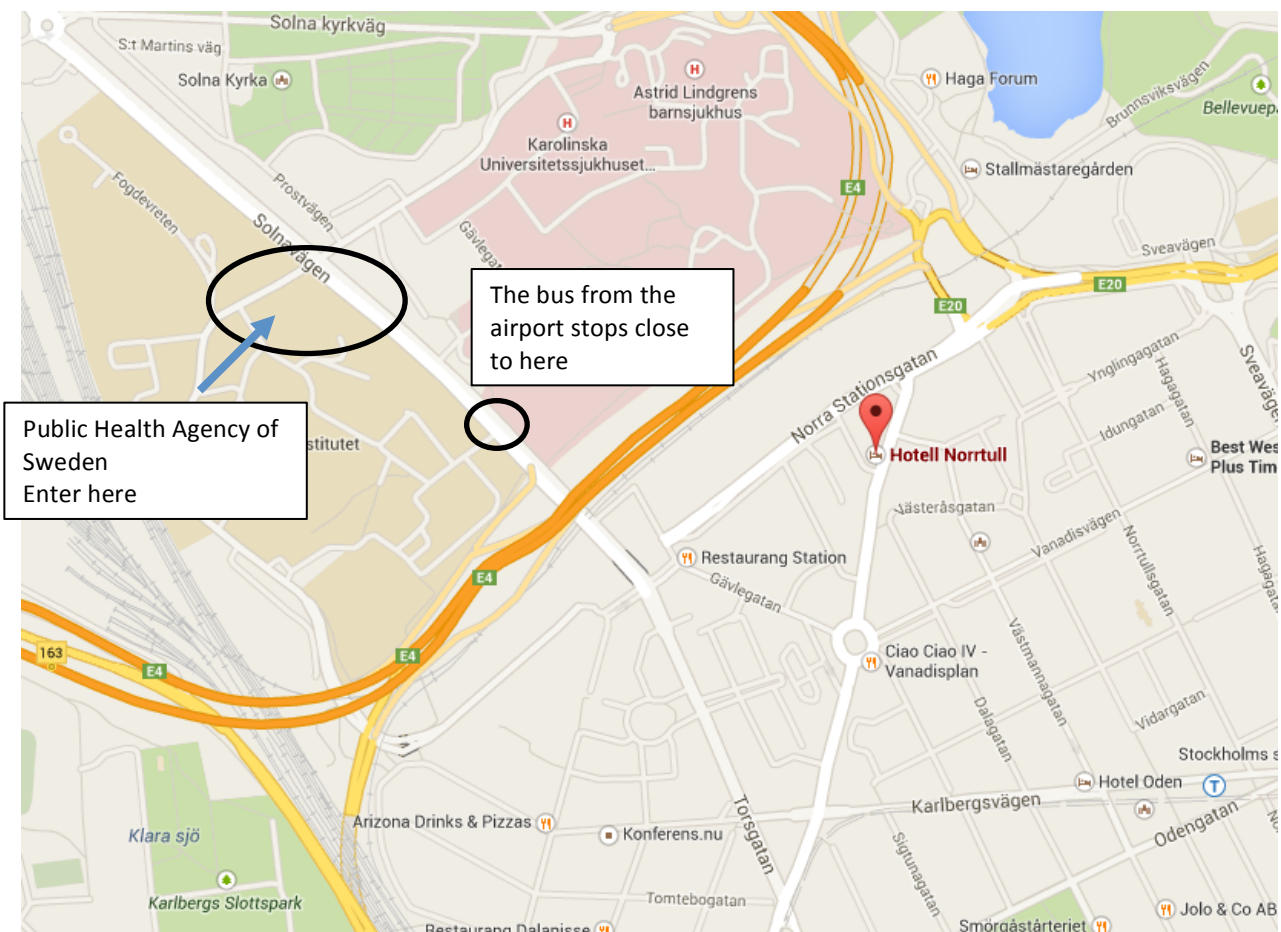 Solna kyrkväg
S:t Martins väg
Solna Kyrka
H
Astrid Lindgrens
barnsjukhus
Haga Forum
Brunnsviksvägen
Bellevuepa
H
Karolinska
Universitetssjukhuset...
Stallmästaregården
E4
Fogdevreten
Prostvägen
Solnavägen
Gävlegat
Sveavägen
E20
E20
The bus from the
airport stops close
to here
Norra Stationsgatan
Ynglingagatan
Hagagatan
Sveaväge
Idungatan
Public Health Agency of
Sweden
Enter here
stitutet
Hotell Norrtull
Best Wes
Plus Tim
Västeråsgatan
Vanadisvägen
Norrtullsgatan
Hagagata
Restaurang Station
Gävlegatan
E4
E4
163
E4
Västmannagatan
Ciao Ciao IV -
Vanadisplan
Dalagatan
Vidargatan
Stockholms s
Hotel Oden
T
Karlbergsvägen
Odengatan
Torsgatan
Arizona Drinks & Pizzas
Konferens.nu
Klara sjö
Sigtunagatan
Karlbergs Slottspark
Tomtebogatan
Jolo & Co AB
Restaurang Dalanisse
Smörgåstårteriet